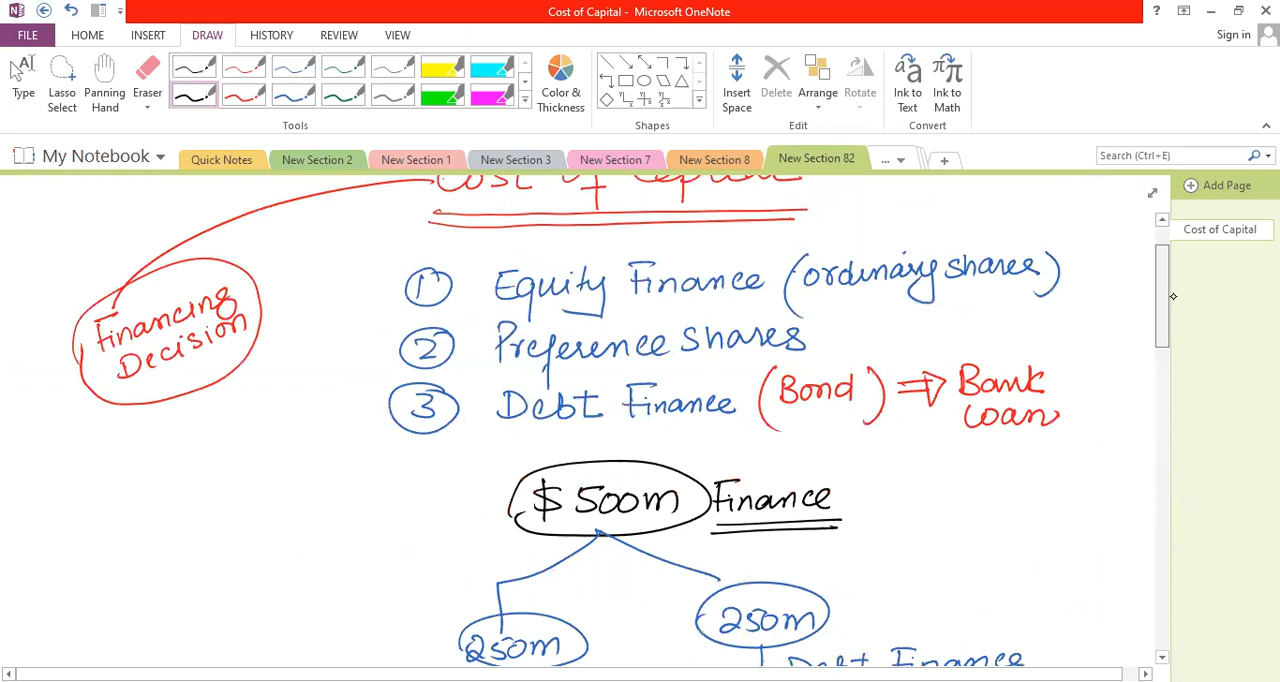 Cost of Capital - Microsoft OneNote
?
FILE HOME INSERT DRAW HISTORY REVIEW VIEW
Sign in
Type
Lasso Select
Panning Hand
Eraser
Color & Thickness
Insert Space
Delete
Arrange
Rotate
Ink to Text
Ink to Math
Tools
Shapes
Edit
Convert
My Notebook
Quick Notes
New Section 2
New Section 1
New Section 3
New Section 7
New Section 8
New Section 82
...
Search (Ctrl+E)
Add Page
Cost of Capital
Cost of Capital
Financing
Decision
1 Equity Finance (ordinary shares)
2 Preference shares
3 Debt Finance (Bond) ⇒ Bank
loan
$ 500m Finance
250m
250m
Debt Finance